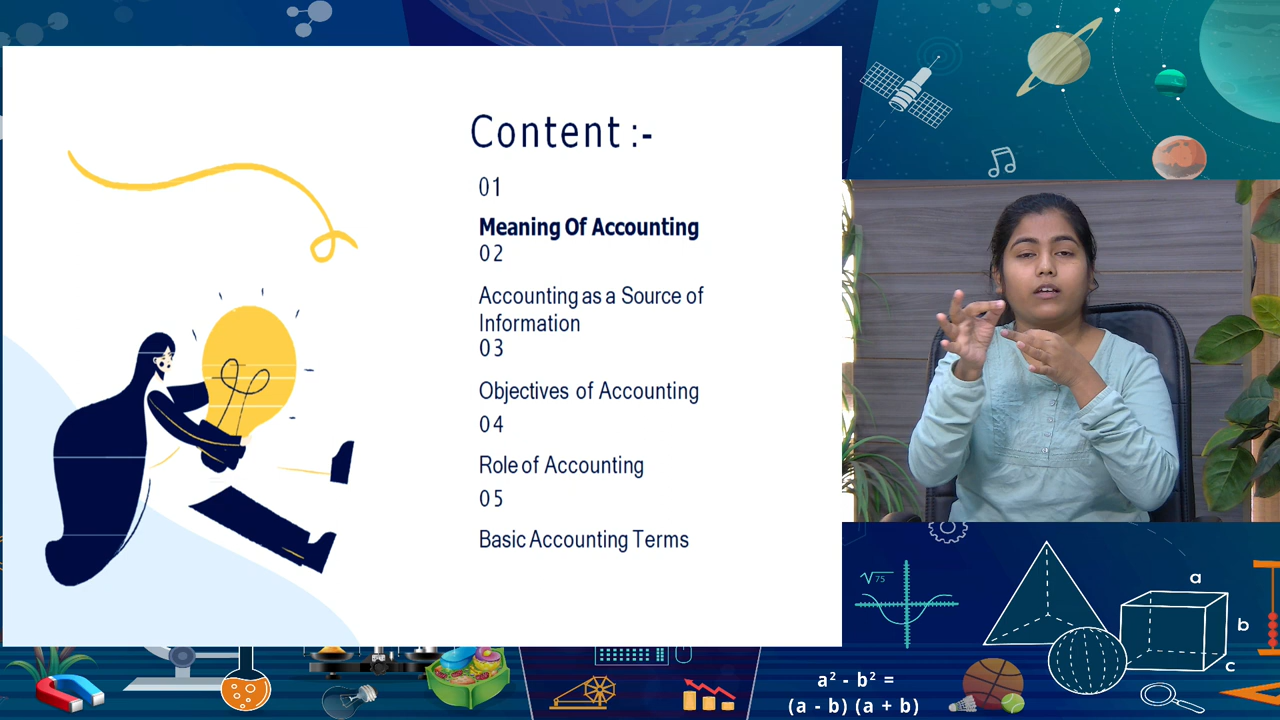 Content :-
01
Meaning Of Accounting
02
Accounting as a Source of
Information
03
Objectives of Accounting
04
Role of Accounting
05
Basic Accounting Terms
√75
a
b
c
a² - b² =
(a - b) (a + b)